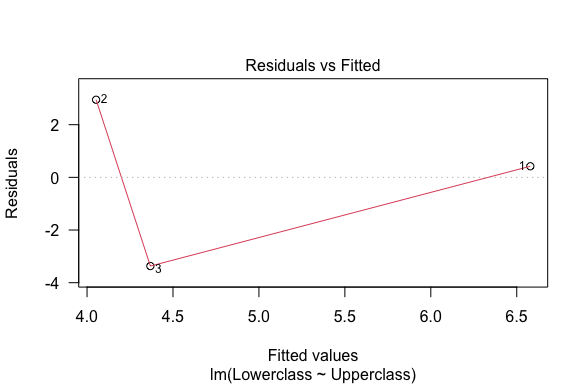 Residuals vs Fitted
Residuals
2
0
-2
-4
2
3
1
4.0 4.5 5.0 5.5 6.0 6.5
Fitted values
lm(Lowerclass ~ Upperclass)